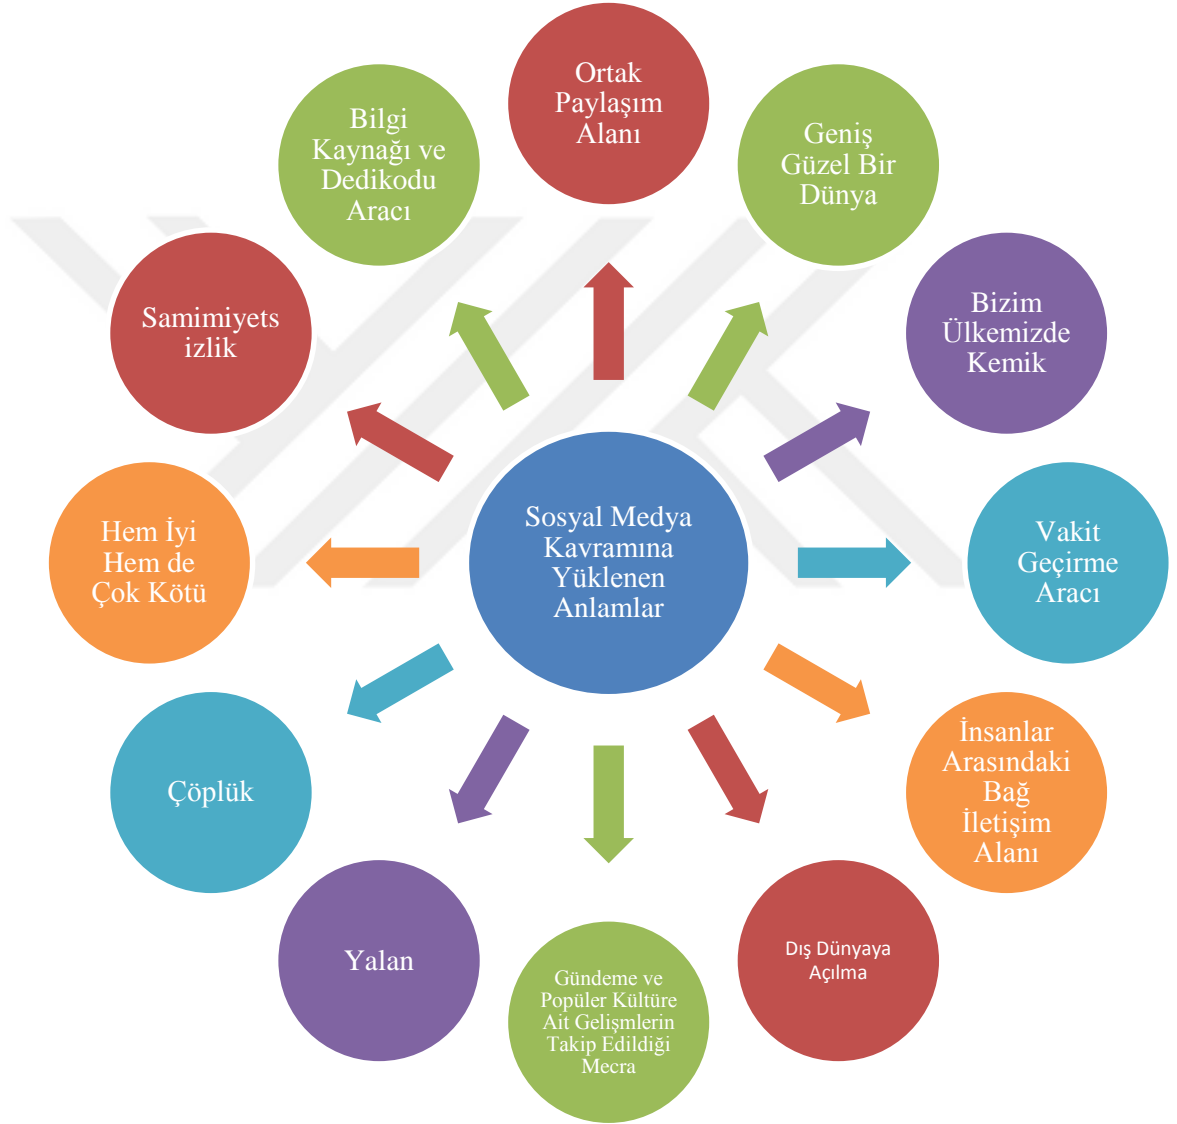 Ortak
Paylaşım
Alanı
Geniş
Güzel Bir
Dünya
Bizim
Ülkemizde
Kemik
Vakit
Geçirme
Aracı
İnsanlar
Arasındaki
Bağ
İletişim
Alanı
Dış Dünyaya
Açılma
Gündeme ve
Popüler Kültüre
Ait Gelişmlerin
Takip Edildiği
Mecra
Yalan
Çöplük
Hem İyi
Hem de
Çok Kötü
Samimiyets
izlik
Bilgi
Kaynağı ve
Dedikodu
Aracı
Sosyal Medya
Kavramına
Yüklenen
Anlamlar